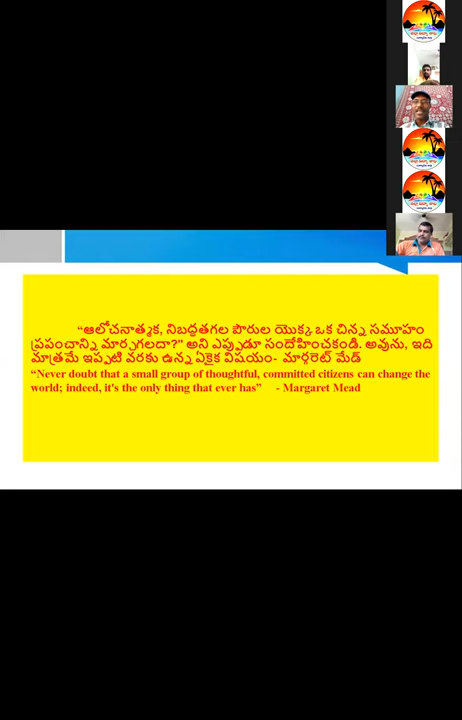 “ఆలోచనాత్మక, నిబద్దతగల పౌరుల యొక్క ఒక చిన్న సమూహం
ప్రపంచాన్ని మార్చగలదా?" అని ఎప్పుడూ సందేహించకండి. అవును, ఇది
మాత్రమే ఇప్పటి వరకు ఉన్న ఏకైక విషయం- మార్గరెట్ మేడ్
“Never doubt that a small group of thoughtful, committed citizens can change the
world; indeed, it's the only thing that ever has” - Margaret Mead